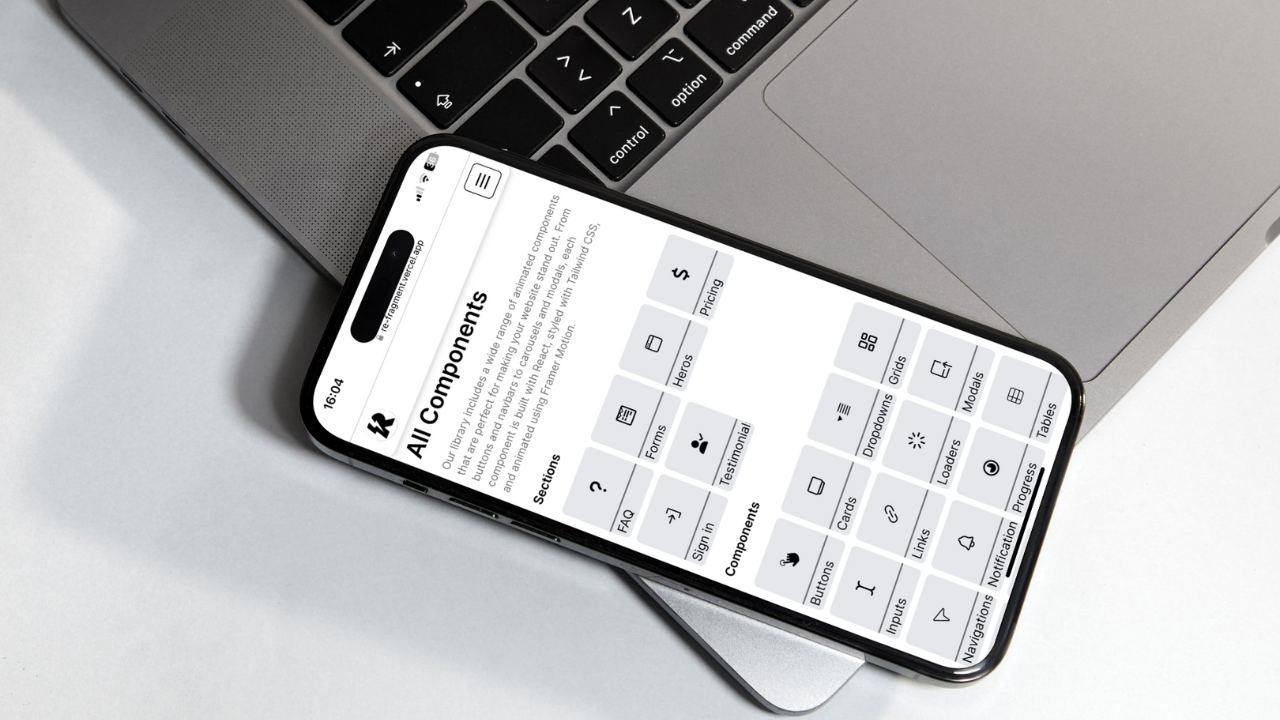 Z
command
option
control
16:04
re-fragment.vercel.app
All Components
Our library includes a wide range of animated components
that are perfect for making your website stand out. From
buttons and navbars to carousels and modals, each
component is built with React, styled with Tailwind CSS,
and animated using Framer Motion.
Sections
FAQ
Forms
Heros
Pricing
Sign in
Testimonial
Components
Buttons
Cards
Dropdowns
Grids
Inputs
Links
Loaders
Modals
Navigations
Notification
Progress
Tables